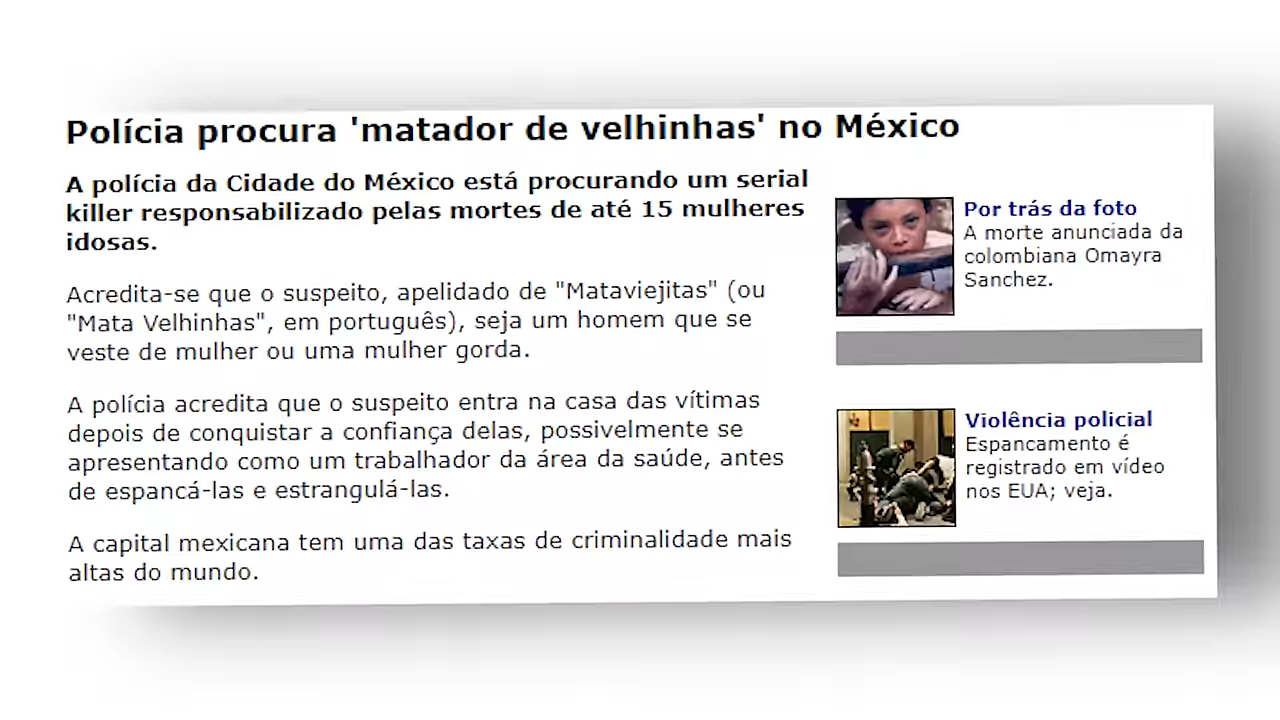 Polícia procura 'matador de velhinhas' no México
A polícia da Cidade do México está procurando um serial
killer responsabilizado pelas mortes de até 15 mulheres
idosas.
Acredita-se que o suspeito, apelidado de "Mataviejitas" (ou
"Mata Velhinhas", em português), seja um homem que se
veste de mulher ou uma mulher gorda.
A polícia acredita que o suspeito entra na casa das vítimas
depois de conquistar a confiança delas, possivelmente se
apresentando como um trabalhador da área da saúde, antes
de espancá-las e estrangulá-las.
A capital mexicana tem uma das taxas de criminalidade mais
altas do mundo.
Por trás da foto
A morte anunciada da
colombiana Omayra
Sanchez.
Violência policial
Espancamento é
registrado em vídeo
nos EUA; veja.